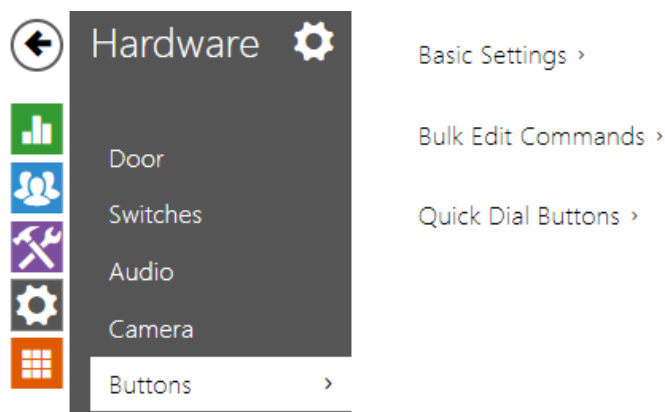 Hardware
Door
Switches
Audio
Camera
Buttons
Basic Settings
Bulk Edit Commands
Quick Dial Buttons